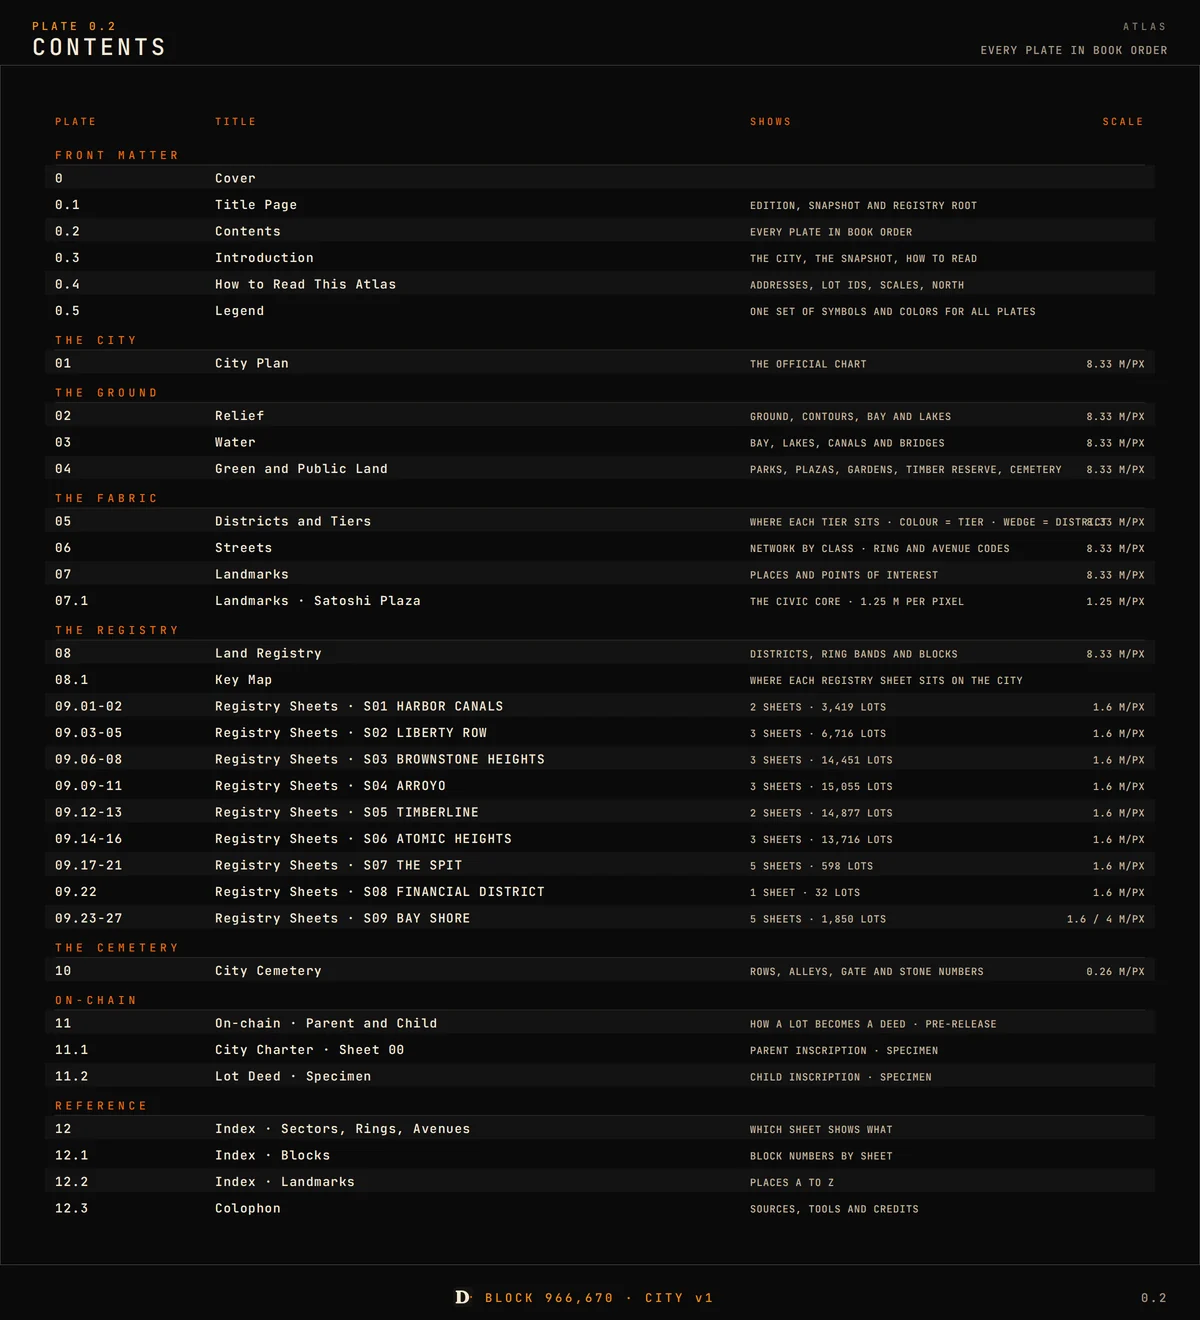 PLATE 0.2
CONTENTS
ATLAS
EVERY PLATE IN BOOK ORDER
PLATE TITLE SHOWS SCALE
FRONT MATTER
0 Cover
0.1 Title Page EDITION, SNAPSHOT AND REGISTRY ROOT
0.2 Contents EVERY PLATE IN BOOK ORDER
0.3 Introduction THE CITY, THE SNAPSHOT, HOW TO READ
0.4 How to Read This Atlas ADDRESSES, LOT IDS, SCALES, NORTH
0.5 Legend ONE SET OF SYMBOLS AND COLORS FOR ALL PLATES
THE CITY
01 City Plan THE OFFICIAL CHART 8.33 M/PX
THE GROUND
02 Relief GROUND, CONTOURS, BAY AND LAKES 8.33 M/PX
03 Water BAY, LAKES, CANALS AND BRIDGES 8.33 M/PX
04 Green and Public Land PARKS, PLAZAS, GARDENS, TIMBER RESERVE, CEMETERY 8.33 M/PX
THE FABRIC
05 Districts and Tiers WHERE EACH TIER SITS · COLOUR = TIER · WEDGE = DISTRICT 8.33 M/PX
06 Streets NETWORK BY CLASS · RING AND AVENUE CODES 8.33 M/PX
07 Landmarks PLACES AND POINTS OF INTEREST 8.33 M/PX
07.1 Landmarks · Satoshi Plaza THE CIVIC CORE · 1.25 M PER PIXEL 1.25 M/PX
THE REGISTRY
08 Land Registry DISTRICTS, RING BANDS AND BLOCKS 8.33 M/PX
08.1 Key Map WHERE EACH REGISTRY SHEET SITS ON THE CITY
09.01-02 Registry Sheets · S01 HARBOR CANALS 2 SHEETS · 3,419 LOTS 1.6 M/PX
09.03-05 Registry Sheets · S02 LIBERTY ROW 3 SHEETS · 6,716 LOTS 1.6 M/PX
09.06-08 Registry Sheets · S03 BROWNSTONE HEIGHTS 3 SHEETS · 14,451 LOTS 1.6 M/PX
09.09-11 Registry Sheets · S04 ARROYO 3 SHEETS · 15,055 LOTS 1.6 M/PX
09.12-13 Registry Sheets · S05 TIMBERLINE 2 SHEETS · 14,877 LOTS 1.6 M/PX
09.14-16 Registry Sheets · S06 ATOMIC HEIGHTS 3 SHEETS · 13,716 LOTS 1.6 M/PX
09.17-21 Registry Sheets · S07 THE SPIT 5 SHEETS · 598 LOTS 1.6 M/PX
09.22 Registry Sheets · S08 FINANCIAL DISTRICT 1 SHEET · 32 LOTS 1.6 M/PX
09.23-27 Registry Sheets · S09 BAY SHORE 5 SHEETS · 1,850 LOTS 1.6 / 4 M/PX
THE CEMETERY
10 City Cemetery ROWS, ALLEYS, GATE AND STONE NUMBERS 0.26 M/PX
ON-CHAIN
11 On-chain · Parent and Child HOW A LOT BECOMES A DEED · PRE-RELEASE
11.1 City Charter · Sheet 00 PARENT INSCRIPTION · SPECIMEN
11.2 Lot Deed · Specimen CHILD INSCRIPTION · SPECIMEN
REFERENCE
12 Index · Sectors, Rings, Avenues WHICH SHEET SHOWS WHAT
12.1 Index · Blocks BLOCK NUMBERS BY SHEET
12.2 Index · Landmarks PLACES A TO Z
12.3 Colophon SOURCES, TOOLS AND CREDITS
D BLOCK 966,670 · CITY v1
0.2